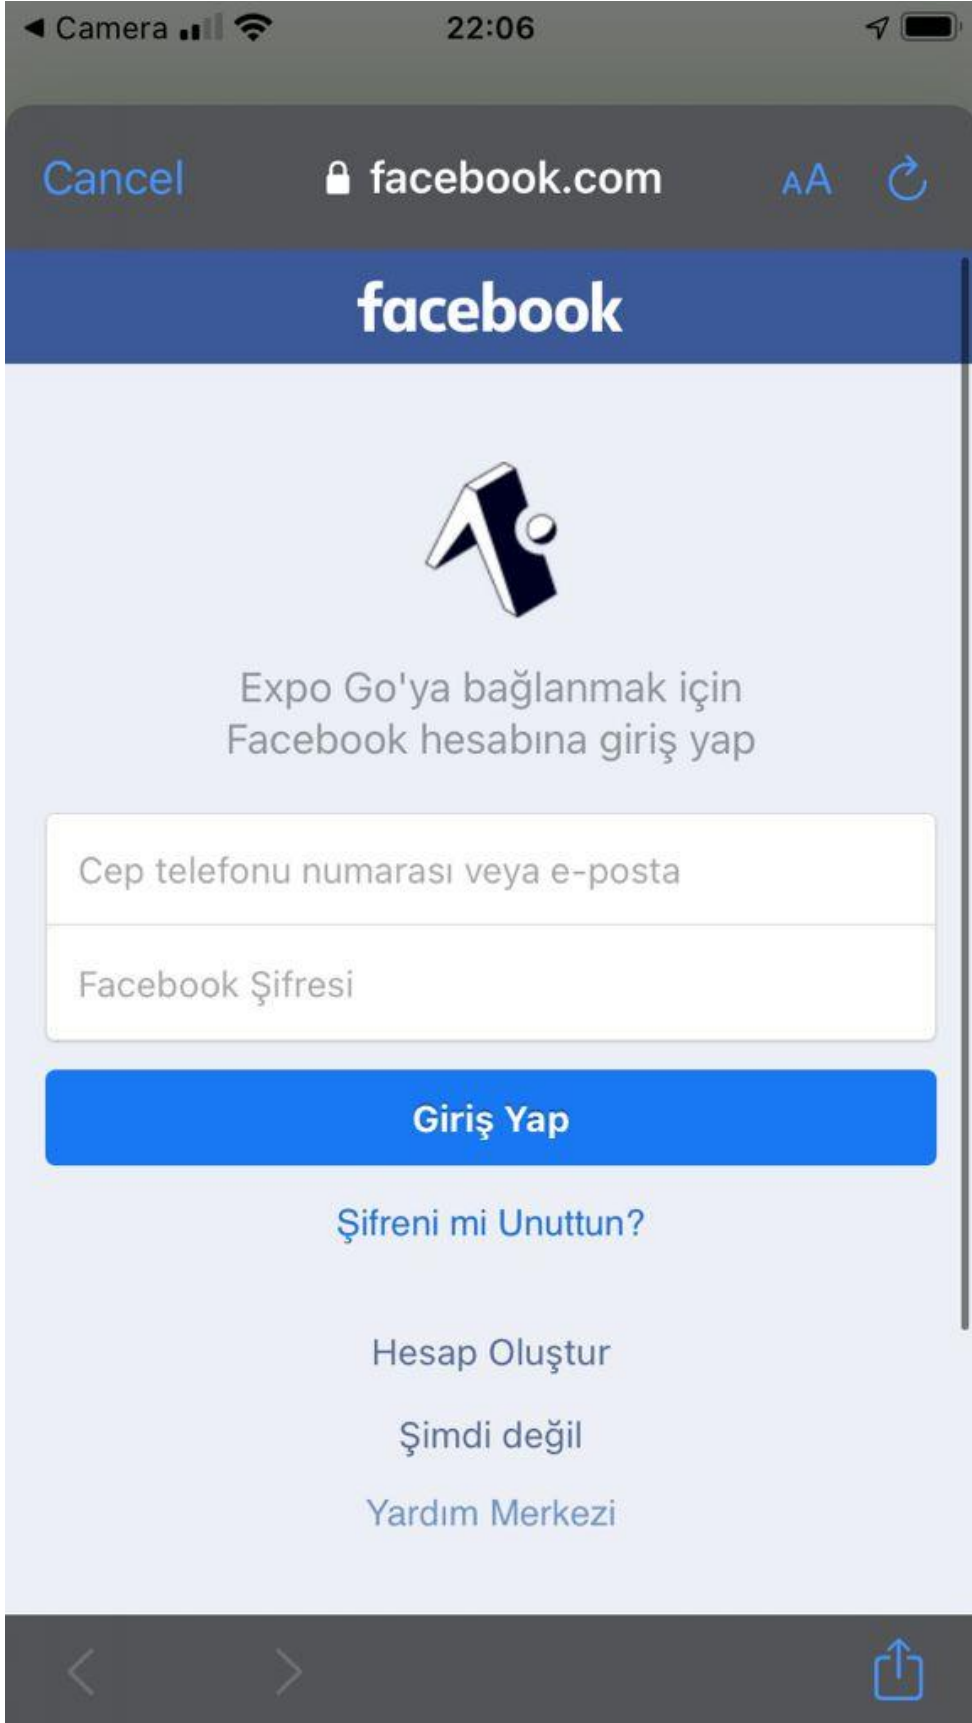 Camera 22:06
Cancel facebook.com AA
facebook
Expo Go'ya bağlanmak için
Facebook hesabına giriş yap
Cep telefonu numarası veya e-posta
Facebook Şifresi
Giriş Yap
Şifreni mi Unuttun?
Hesap Oluştur
Şimdi değil
Yardım Merkezi